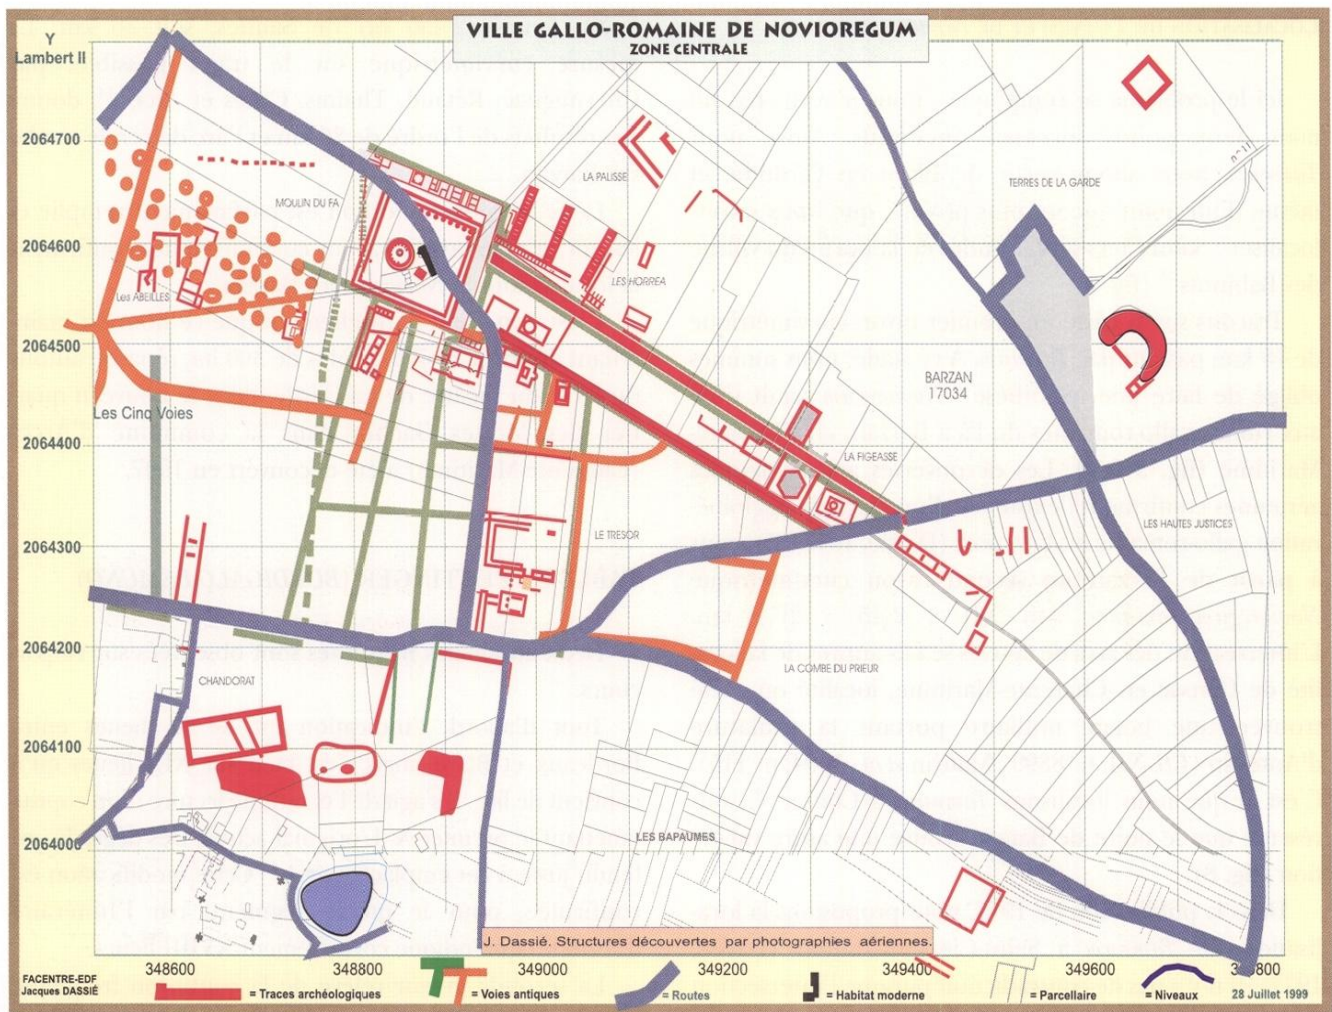 VILLE GALLO-ROMAINE DE NOVIOREGUM
ZONE CENTRALE
Y
Lambert II
2064700
2064600
2064500
2064400
2064300
2064200
2064100
2064000
MOULIN DU FA
LA PALISSE
TERRES DE LA GARDE
Les ABEILLES
LES HORREA
BARZAN
17034
Les Cinq Voies
LA FIGEASSE
LES HAUTES JUSTICES
LE TRESOR
LA COMBE DU PRIEUR
CHANDORAT
LES BAPAUMES
J. Dassié. Structures découvertes par photographies aériennes.
348600
348800
349000
349200
349400
349600
FACENTRE-EDF
Jacques DASSIÉ
= Traces archéologiques
= Voies antiques
= Routes
= Habitat moderne
= Parcellaire
= Niveaux
28 Juillet 1999